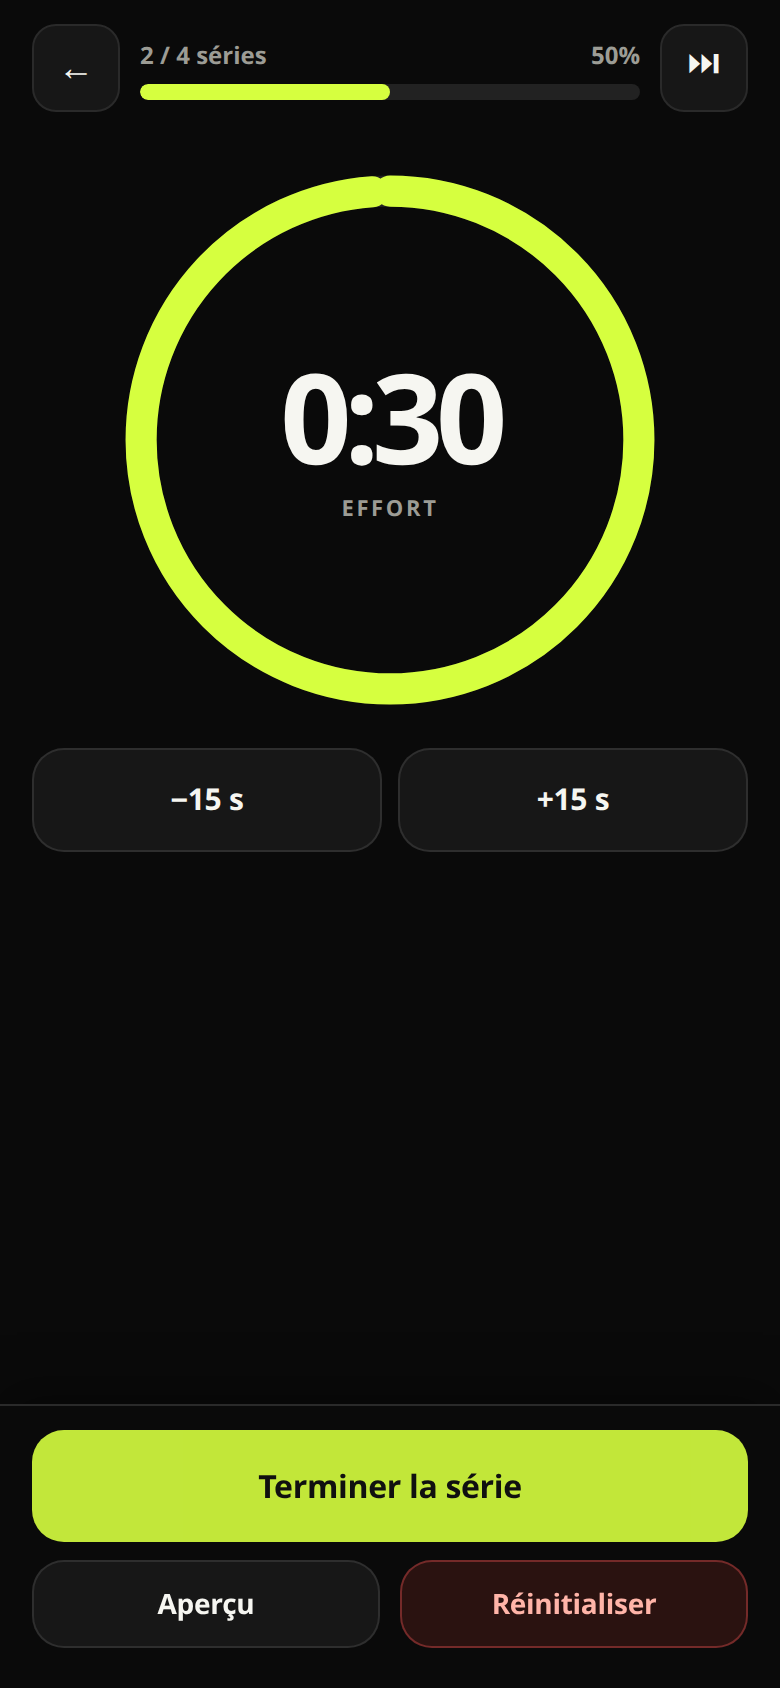 ←
2 / 4 séries
50%
⏭
0:30
EFFORT
−15 s
+15 s
Terminer la série
Aperçu
Réinitialiser